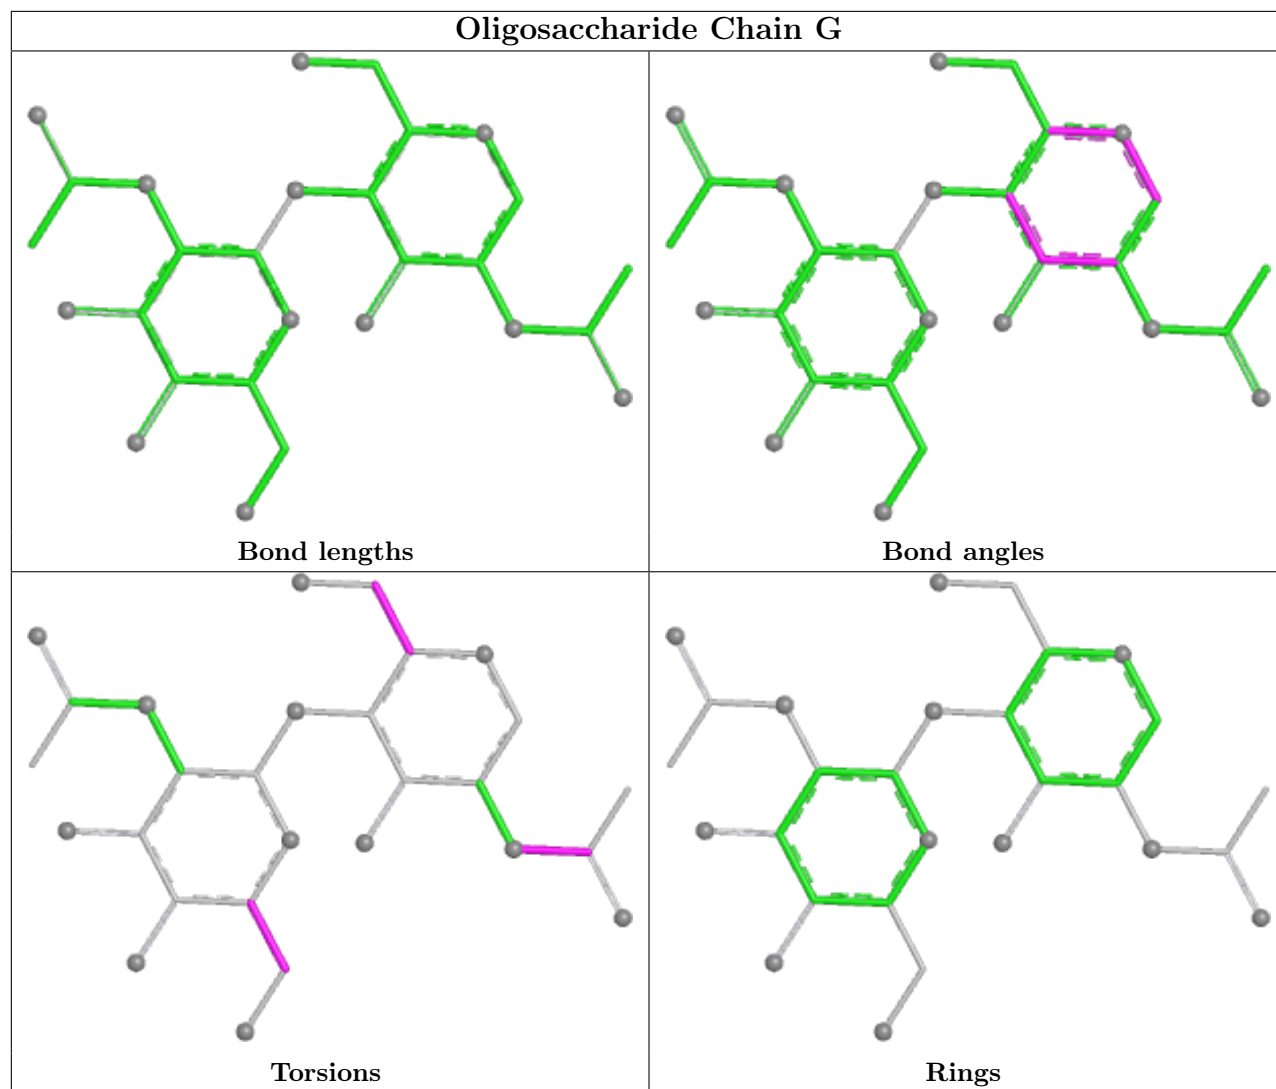 Oligosaccharide Chain G
Bond lengths
Bond angles
Torsions
Rings